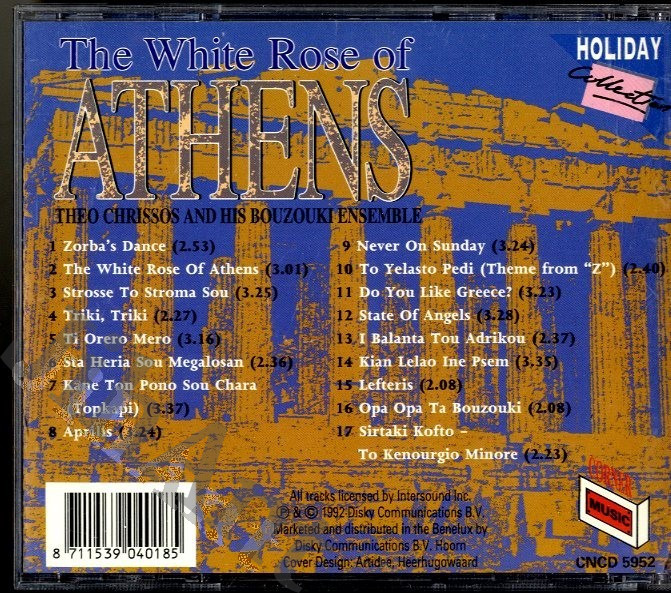 The White Rose of
ATHENS
THEO CHRISSOS AND HIS BOUZOUKI ENSEMBLE
HOLIDAY
Collection
1 Zorba's Dance (2.53)
2 The White Rose Of Athens (3.01)
3 Strosse To Stroma Sou (3.25)
4 Triki, Triki (2.27)
5 Ti Orero Mero (3.16)
6 Sta Heria Sou Megalosan (2.36)
7 Kane Ton Pono Sou Chara
(Topkapi) (3.37)
8 Aprilis (3.24)
9 Never On Sunday (3.24)
10 To Yelasto Pedi (Theme from “Z”) (2.40)
11 Do You Like Greece? (3.23)
12 State Of Angels (3.28)
13 I Balanta Tou Adrikou (2.37)
14 Kian Lelao Ine Psem (3.35)
15 Lefteris (2.08)
16 Opa Opa Ta Bouzouki (2.08)
17 Sirtaki Kofto –
To Kenourgio Minore (2.23)
8 711539 040185
All tracks licensed by Intersound Inc.
℗ & © 1992 Disky Communications B.V.
Marketed and distributed in the Benelux by
Disky Communications B.V. Hoorn
Cover Design: Artidee, Heerhugowaard
CORNER
MUSIC
CNCD 5952